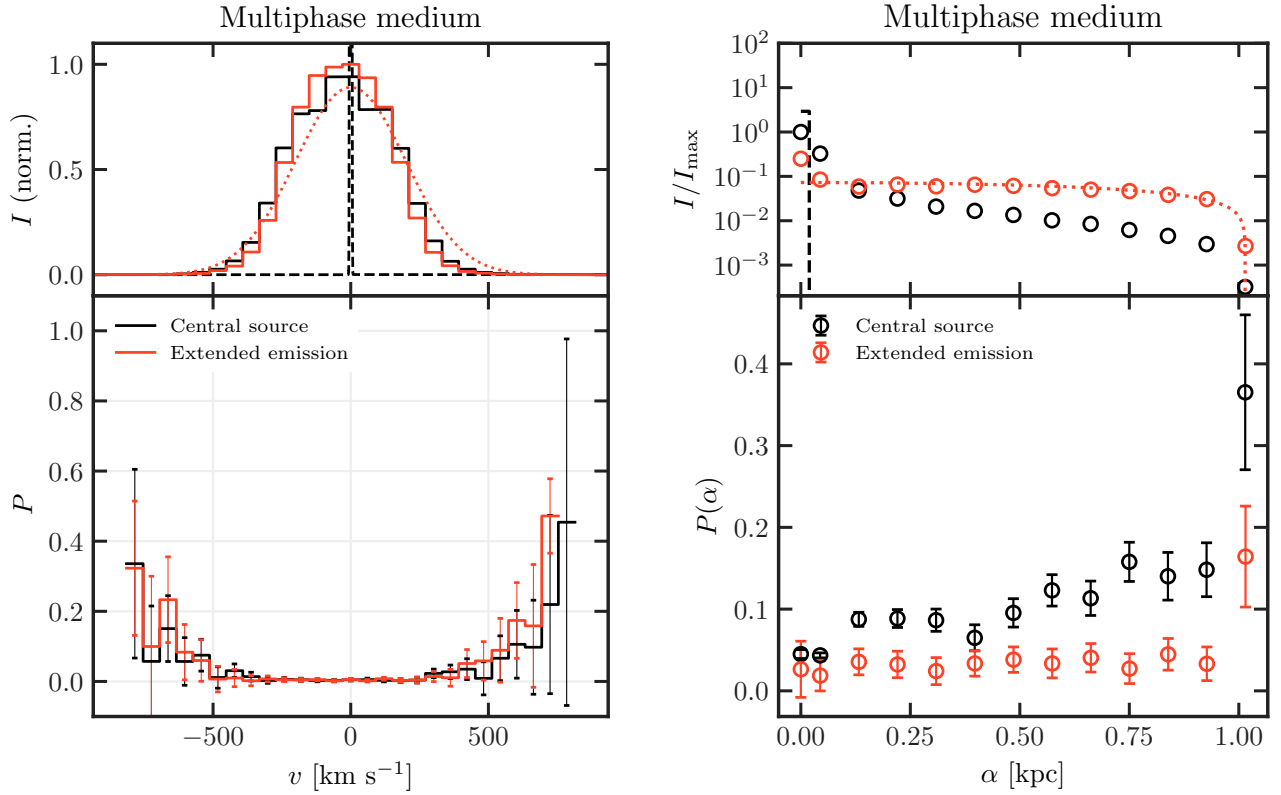 Multiphase medium
I (norm.)
1.0
0.5
0.0
Central source
Extended emission
P
1.0
0.8
0.6
0.4
0.2
0.0
−500 0 500
v [km s⁻¹]
Multiphase medium
I/Iₘₐₓ
10²
10¹
10⁰
10⁻¹
10⁻²
10⁻³
Central source
Extended emission
P(α)
0.4
0.3
0.2
0.1
0.0
0.00 0.25 0.50 0.75 1.00
α [kpc]